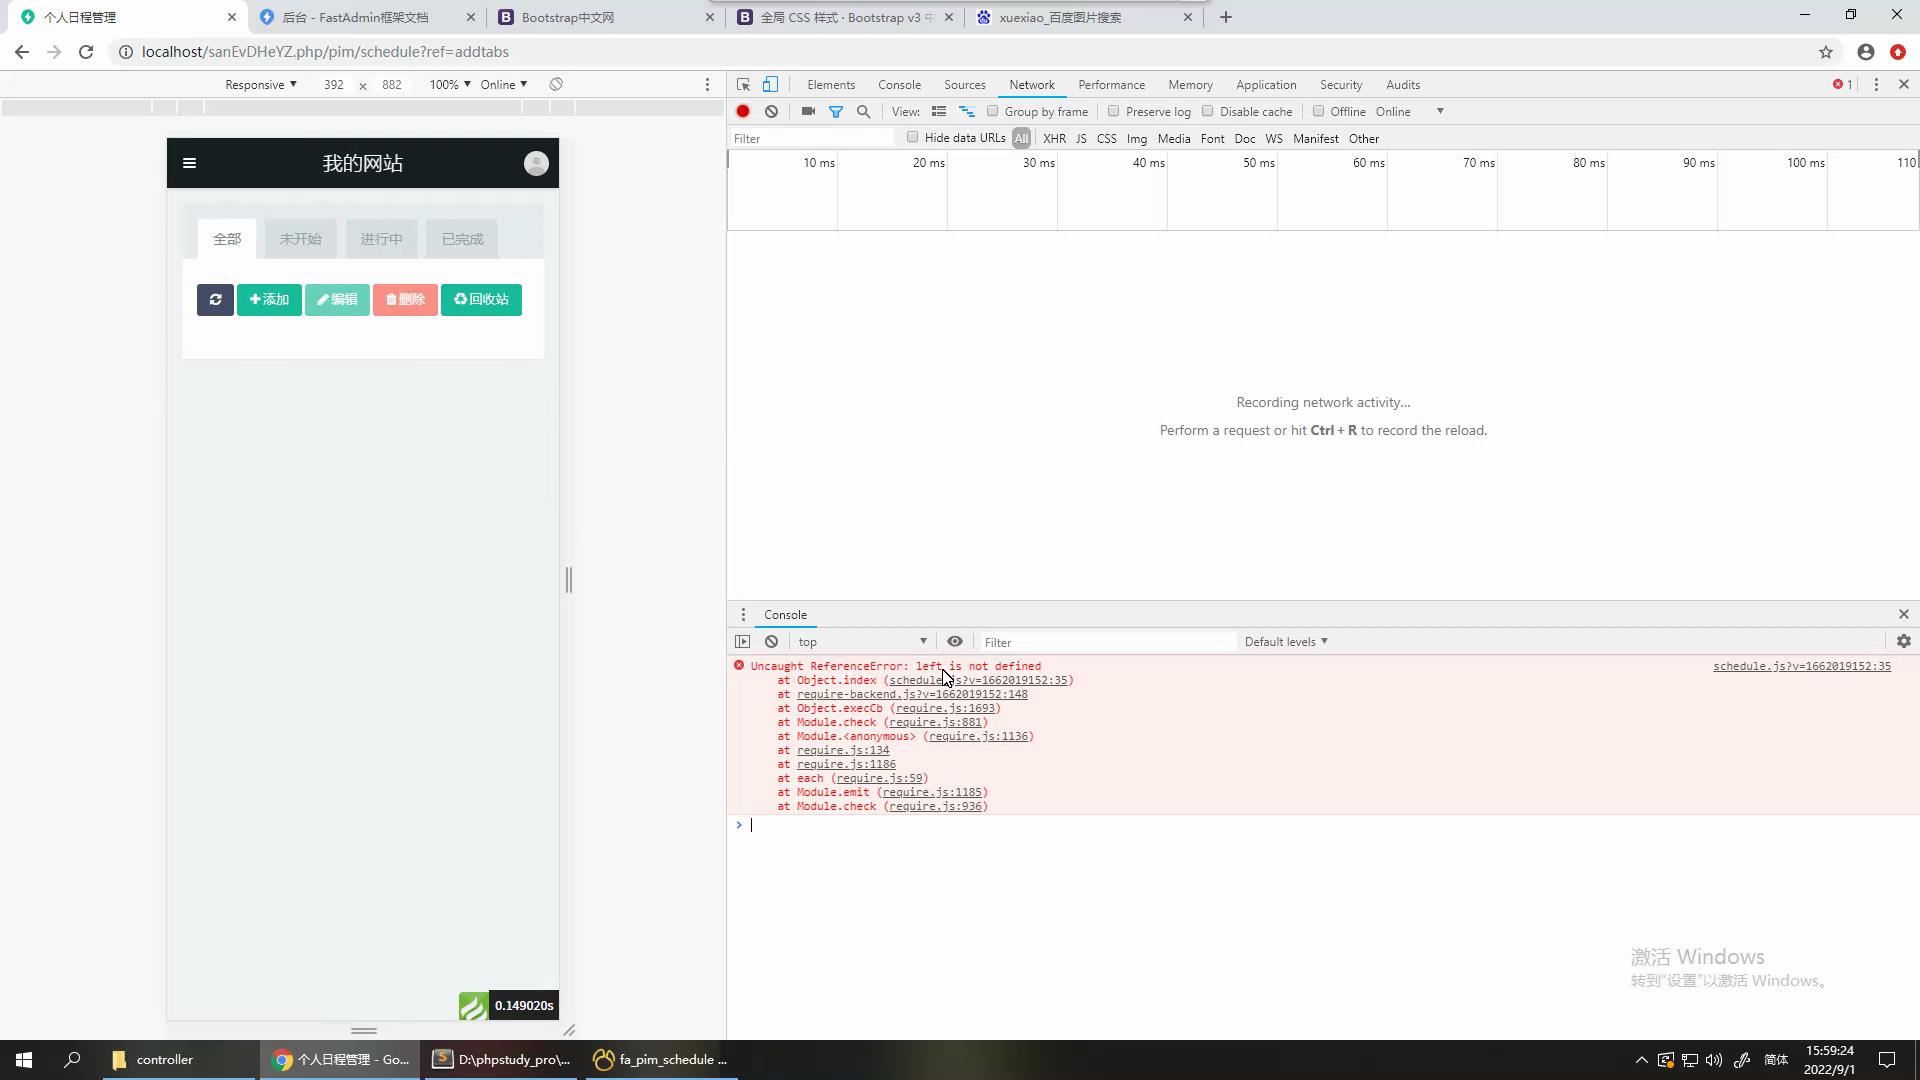 个人日程管理
后台 - FastAdmin框架文档
Bootstrap中文网
全局 CSS 样式 · Bootstrap v3 中
xuexiao_百度图片搜索
localhost/sanEvDHeYZ.php/pim/schedule?ref=addtabs
Responsive 392 x 882 100% Online
Elements Console Sources Network Performance Memory Application Security Audits 1
View: Group by frame Preserve log Disable cache Offline Online
Filter Hide data URLs All XHR JS CSS Img Media Font Doc WS Manifest Other
10 ms 20 ms 30 ms 40 ms 50 ms 60 ms 70 ms 80 ms 90 ms 100 ms 110
我的网站
全部 未开始 进行中 已完成
添加 编辑 删除 回收站
Recording network activity...
Perform a request or hit Ctrl + R to record the reload.
Console
top Filter Default levels
Uncaught ReferenceError: left is not defined schedule.js?v=1662019152:35
at Object.index (schedule.js?v=1662019152:35)
at require-backend.js?v=1662019152:148
at Object.execCb (require.js:1693)
at Module.check (require.js:881)
at Module.<anonymous> (require.js:1136)
at require.js:134
at require.js:1186
at each (require.js:59)
at Module.emit (require.js:1185)
at Module.check (require.js:936)
0.149020s
激活 Windows
转到“设置”以激活 Windows。
controller
个人日程管理 - Go...
D:\phpstudy_pro\...
fa_pim_schedule ...
简体
15:59:24
2022/9/1